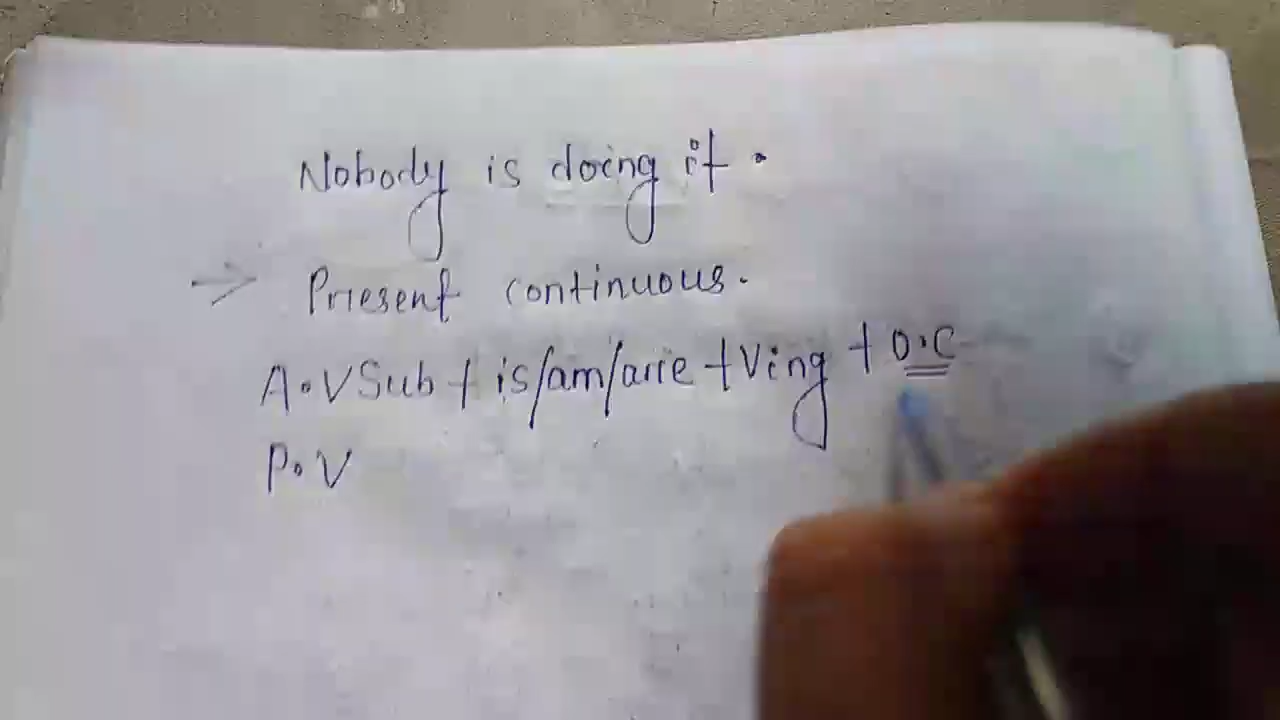 Nobody is doing it.
→ Present continuous.
A.V Sub + is/am/are + Ving + O.C
P.V